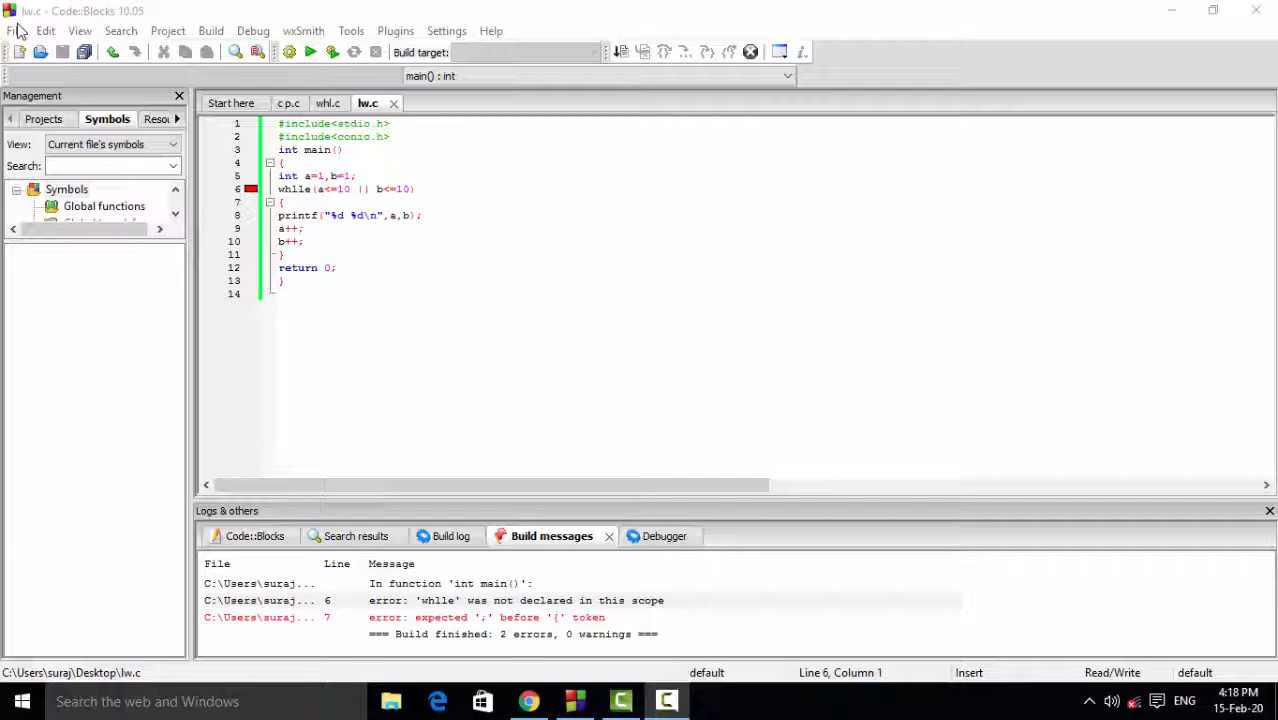 lw.c - Code::Blocks 10.05
Edit View Search Project Build Debug wxSmith Tools Plugins Settings Help
Build target:
main() : int
Management
Start here c p.c whl.c lw.c
Projects Symbols Resou
View: Current file's symbols
Search:
Symbols
Global functions
1 #include<stdio.h>
2 #include<conio.h>
3 int main()
4 {
5 int a=1,b=1;
6 whlle(a<=10 || b<=10)
7 {
8 printf("%d %d\n",a,b);
9 a++;
10 b++;
11 }
12 return 0;
13 }
14
Logs & others
Code::Blocks Search results Build log Build messages Debugger
File Line Message
C:\Users\suraj... In function 'int main()':
C:\Users\suraj... 6 error: 'whlle' was not declared in this scope
C:\Users\suraj... 7 error: expected ';' before '{' token
=== Build finished: 2 errors, 0 warnings ===
C:\Users\suraj\Desktop\lw.c default Line 6, Column 1 Insert Read/Write default
Search the web and Windows
ENG
4:18 PM
15-Feb-20